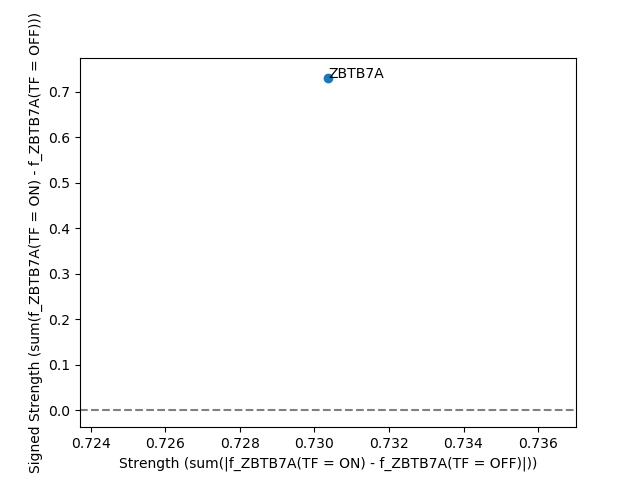 Signed Strength (sum(f_ZBTB7A(TF = ON) - f_ZBTB7A(TF = OFF)))
0.7
0.6
0.5
0.4
0.3
0.2
0.1
0.0
ZBTB7A
0.724 0.726 0.728 0.730 0.732 0.734 0.736
Strength (sum(|f_ZBTB7A(TF = ON) - f_ZBTB7A(TF = OFF)|))